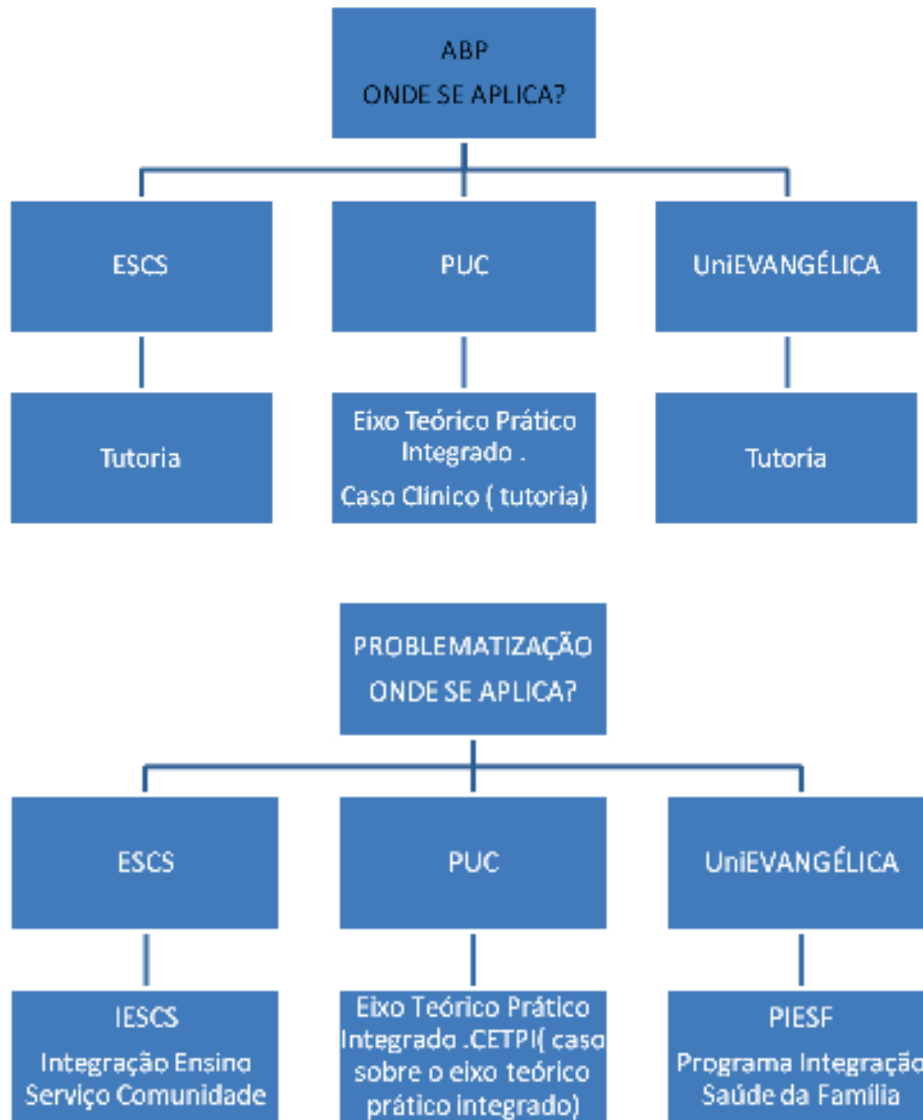 ABP
ONDE SE APLICA?
ESCS
PUC
UniEVANGÉLICA
Tutoria
Eixo Teórico Prático
Integrado .
Caso Clínico ( tutoria)
Tutoria
PROBLEMATIZAÇÃO
ONDE SE APLICA?
ESCS
PUC
UniEVANGÉLICA
IESCS
Integração Ensino
Serviço Comunidade
Eixo Teórico Prático
Integrado .CETPI( caso
sobre o eixo teórico
prático integrado)
PIESF
Programa Integração
Saúde da Família